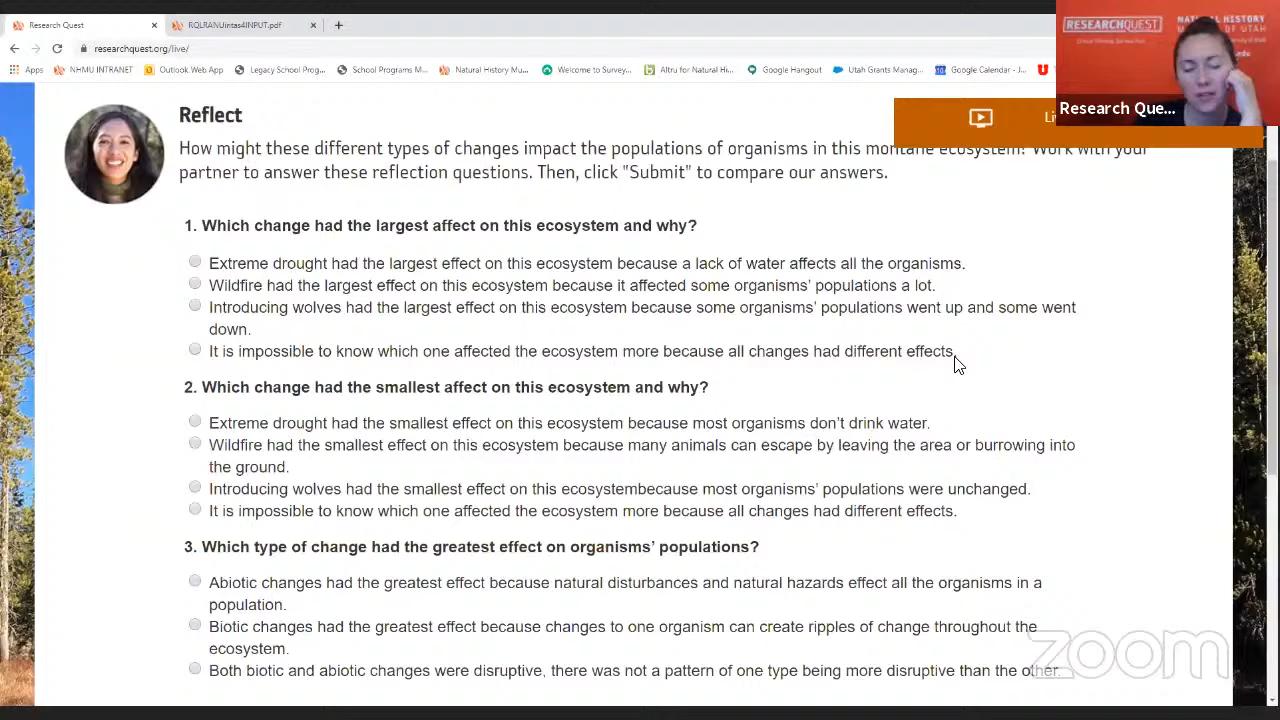 Research Quest
RQLRANUintas4INPUT.pdf
researchquest.org/live/
Apps
NHMU INTRANET
Outlook Web App
Legacy School Prog...
School Programs M...
Natural History Mu...
Welcome to Survey...
Altru for Natural Hi...
Google Hangout
Utah Grants Manag...
Google Calendar - J...
RESEARCHQUEST
NATURAL HISTORY
Research Que...
Reflect
How might these different types of changes impact the populations of organisms in this montane ecosystem? Work with your
partner to answer these reflection questions. Then, click "Submit" to compare our answers.
1. Which change had the largest affect on this ecosystem and why?
Extreme drought had the largest effect on this ecosystem because a lack of water affects all the organisms.
Wildfire had the largest effect on this ecosystem because it affected some organisms' populations a lot.
Introducing wolves had the largest effect on this ecosystem because some organisms' populations went up and some went
down.
It is impossible to know which one affected the ecosystem more because all changes had different effects.
2. Which change had the smallest affect on this ecosystem and why?
Extreme drought had the smallest effect on this ecosystem because most organisms don't drink water.
Wildfire had the smallest effect on this ecosystem because many animals can escape by leaving the area or burrowing into
the ground.
Introducing wolves had the smallest effect on this ecosystembecause most organisms' populations were unchanged.
It is impossible to know which one affected the ecosystem more because all changes had different effects.
3. Which type of change had the greatest effect on organisms' populations?
Abiotic changes had the greatest effect because natural disturbances and natural hazards effect all the organisms in a
population.
Biotic changes had the greatest effect because changes to one organism can create ripples of change throughout the
ecosystem.
Both biotic and abiotic changes were disruptive, there was not a pattern of one type being more disruptive than the other.
zoom